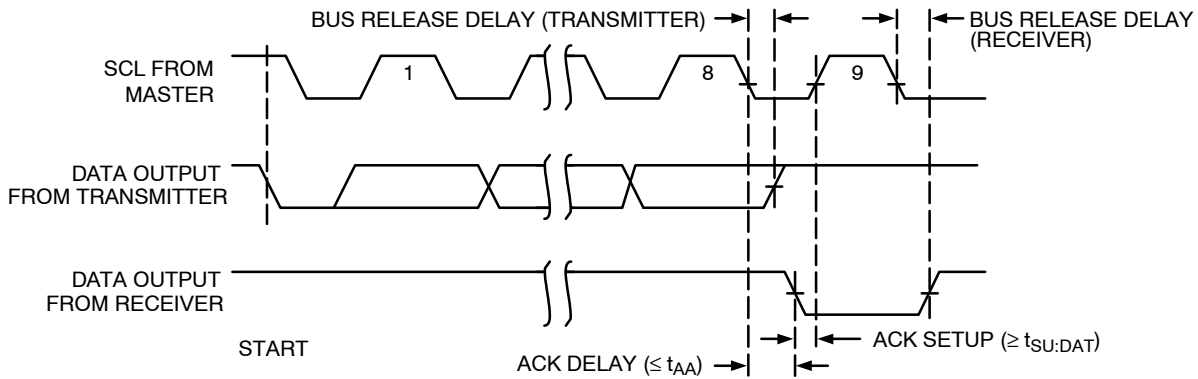 BUS RELEASE DELAY (TRANSMITTER)
BUS RELEASE DELAY
(RECEIVER)
SCL FROM
MASTER
1
8
9
DATA OUTPUT
FROM TRANSMITTER
DATA OUTPUT
FROM RECEIVER
START
ACK SETUP (≥ tSU:DAT)
ACK DELAY (≤ tAA)